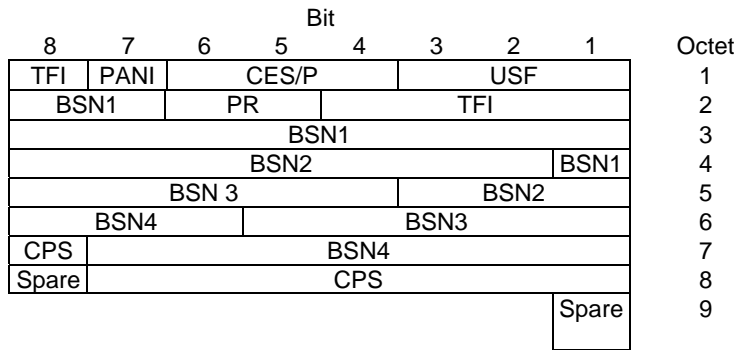 Bit
8 7 6 5 4 3 2 1 Octet
TFI PANI CES/P USF 1
BSN1 PR TFI 2
BSN1 3
BSN2 BSN1 4
BSN 3 BSN2 5
BSN4 BSN3 6
CPS BSN4 7
Spare CPS 8
Spare 9